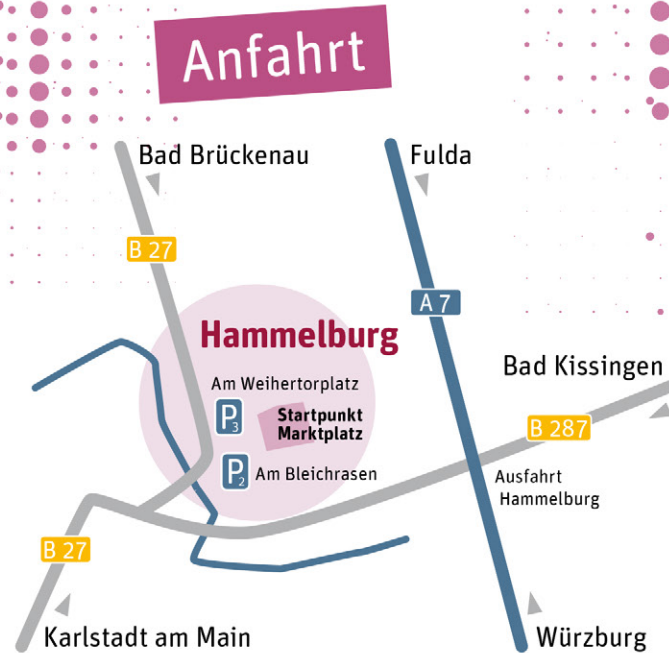 Anfahrt
Bad Brückenau
Fulda
B 27
A 7
Hammelburg
Bad Kissingen
Am Weihertorplatz
P3
Startpunkt
Marktplatz
B 287
P2
Am Bleichrasen
Ausfahrt
Hammelburg
B 27
Karlstadt am Main
Würzburg